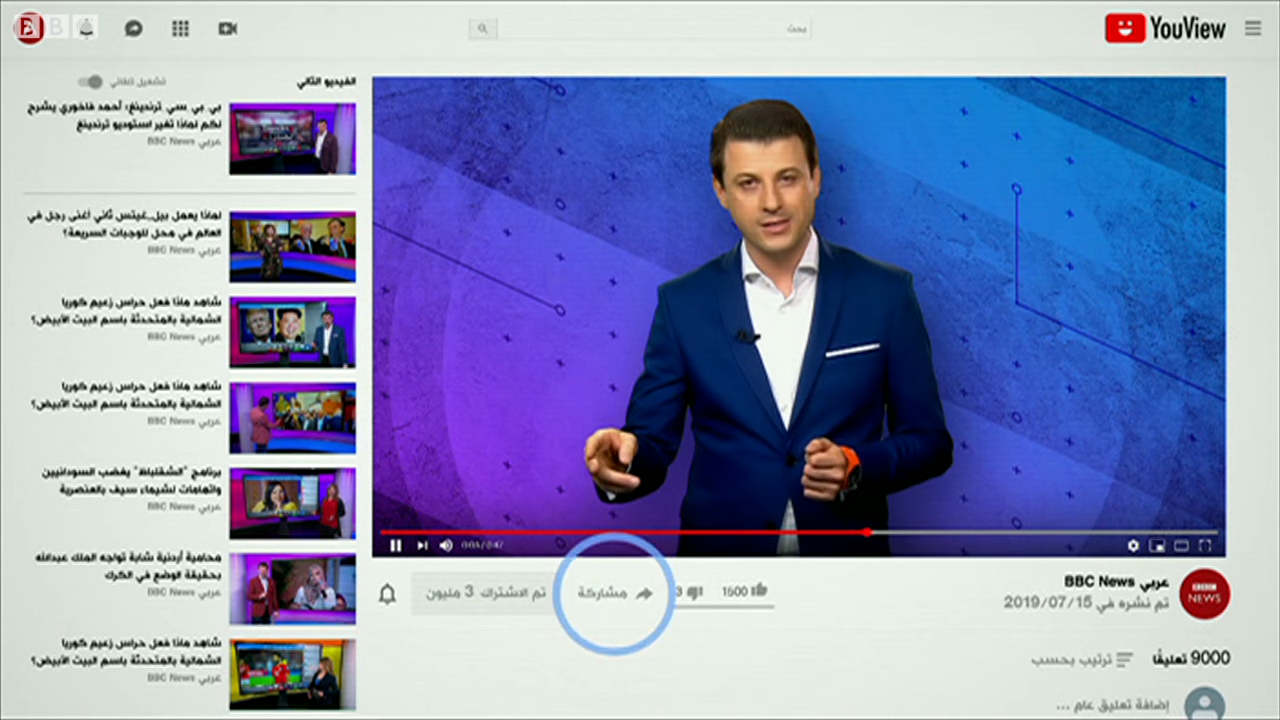 YouView
بحث
BBC
الفيديو التالي
تشغيل تلقائي
بي بي سي ترندينغ: أحمد فاخوري يشرح
لكم لماذا تغير استوديو ترندينغ
BBC News عربي
لماذا يعمل بيل_غيتس ثاني أغنى رجل في
العالم في محل للوجبات السريعة؟
BBC News عربي
شاهد ماذا فعل حراس زعيم كوريا
الشمالية بالمتحدثة باسم البيت الأبيض؟
BBC News عربي
شاهد ماذا فعل حراس زعيم كوريا
الشمالية بالمتحدثة باسم البيت الأبيض؟
BBC News عربي
برنامج "الشقلباظ" يغضب السودانيين
واتهامات لشيماء سيف بالعنصرية
BBC News عربي
محامية أردنية شابة تواجه الملك عبدالله
بحقيقة الوضع في الكرك
BBC News عربي
شاهد ماذا فعل حراس زعيم كوريا
الشمالية بالمتحدثة باسم البيت الأبيض؟
BBC News عربي
BBC News عربي
تم نشره في 2019/07/15
BBC
NEWS
1500
3
مشاركة
تم الاشتراك 3 مليون
9000 تعليقًا
ترتيب بحسب
إضافة تعليق عام ...